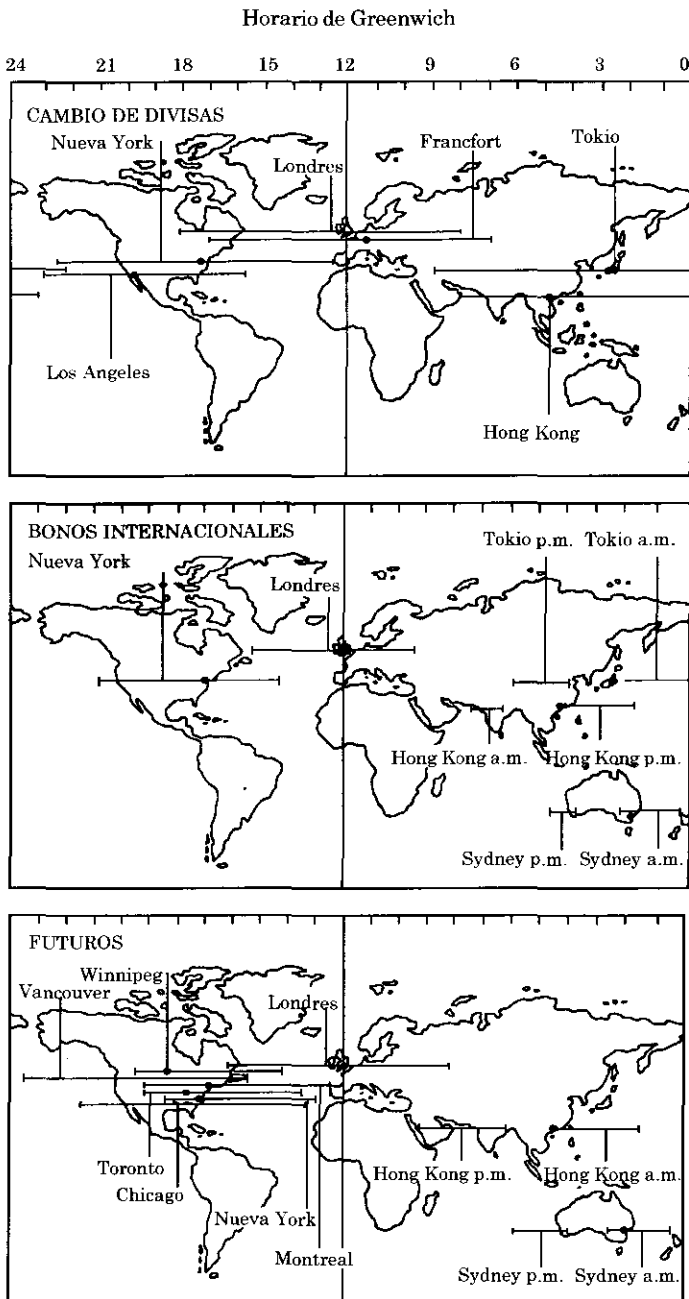 Horario de Greenwich
24 21 18 15 12 9 6 3 0
CAMBIO DE DIVISAS
Nueva York
Londres
Francfort
Tokio
Los Angeles
Hong Kong
BONOS INTERNACIONALES
Nueva York
Londres
Tokio p.m. Tokio a.m.
Hong Kong a.m. Hong Kong p.m.
Sydney p.m. Sydney a.m.
FUTUROS
Winnipeg
Vancouver
Londres
Toronto
Chicago
Nueva York
Montreal
Hong Kong p.m. Hong Kong a.m.
Sydney p.m. Sydney a.m.